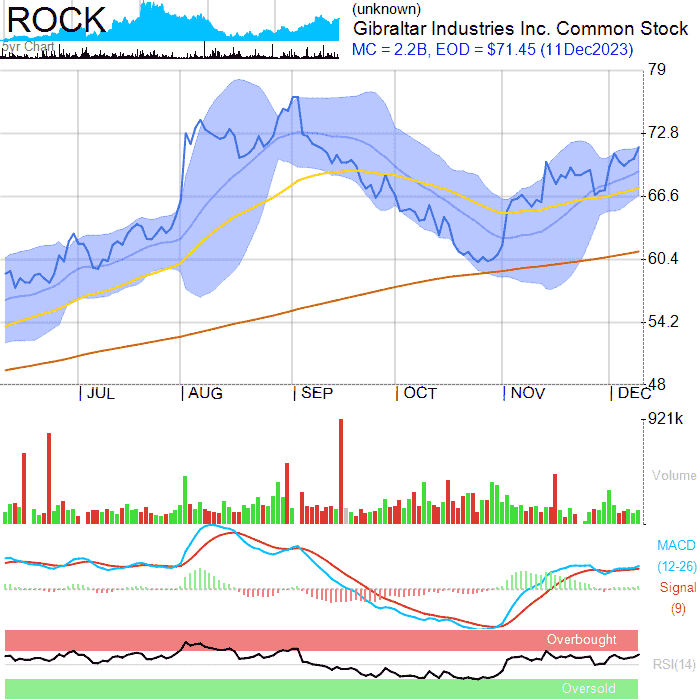 ROCK
5yr Chart
(unknown)
Gibraltar Industries Inc. Common Stock
MC = 2.2B, EOD = $71.45 (11Dec2023)
79
72.8
66.6
60.4
54.2
48
JUL AUG SEP OCT NOV DEC
921k
Volume
MACD
(12-26)
Signal
(9)
Overbought
RSI(14)
Oversold